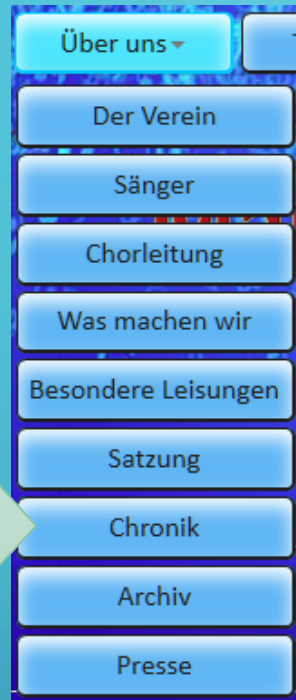 Über uns
Der Verein
Sänger
Chorleitung
Was machen wir
Besondere Leisungen
Satzung
Chronik
Archiv
Presse